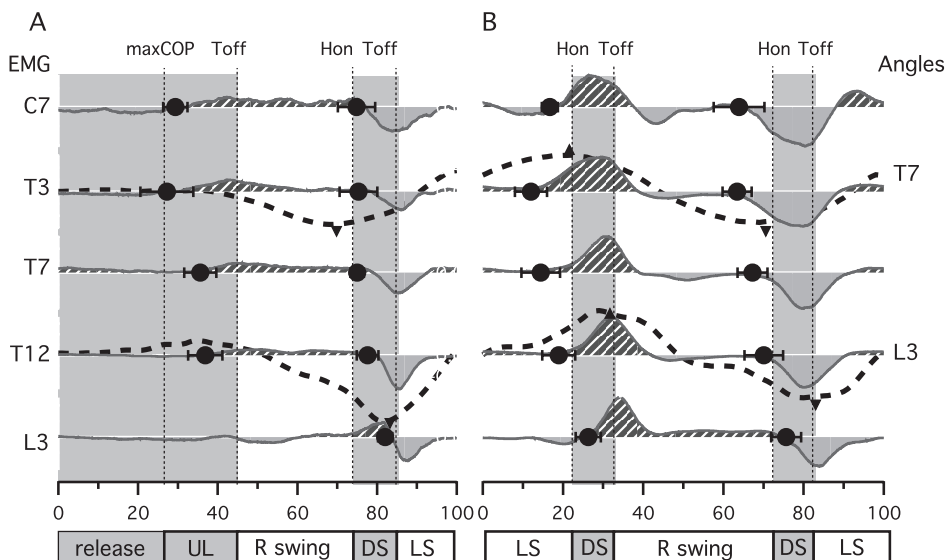 A
B
maxCOP Toff Hon Toff Hon Toff Hon Toff
EMG
Angles
C7
T3
T7
T7
T12
L3
L3
0 20 40 60 80 100 0 20 40 60 80 100
release UL R swing DS LS LS DS R swing DS LS